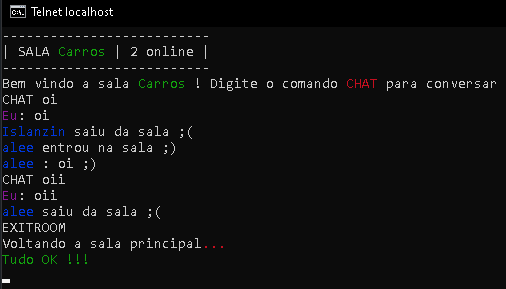 Telnet localhost
--------------------------
| SALA Carros | 2 online |
--------------------------
Bem vindo a sala Carros ! Digite o comando CHAT para conversar
CHAT oi
Eu: oi
Islanzin saiu da sala ;(
alee entrou na sala ;)
alee : oi ;)
CHAT oii
Eu: oii
alee saiu da sala ;(
EXITROOM
Voltando a sala principal...
Tudo OK !!!